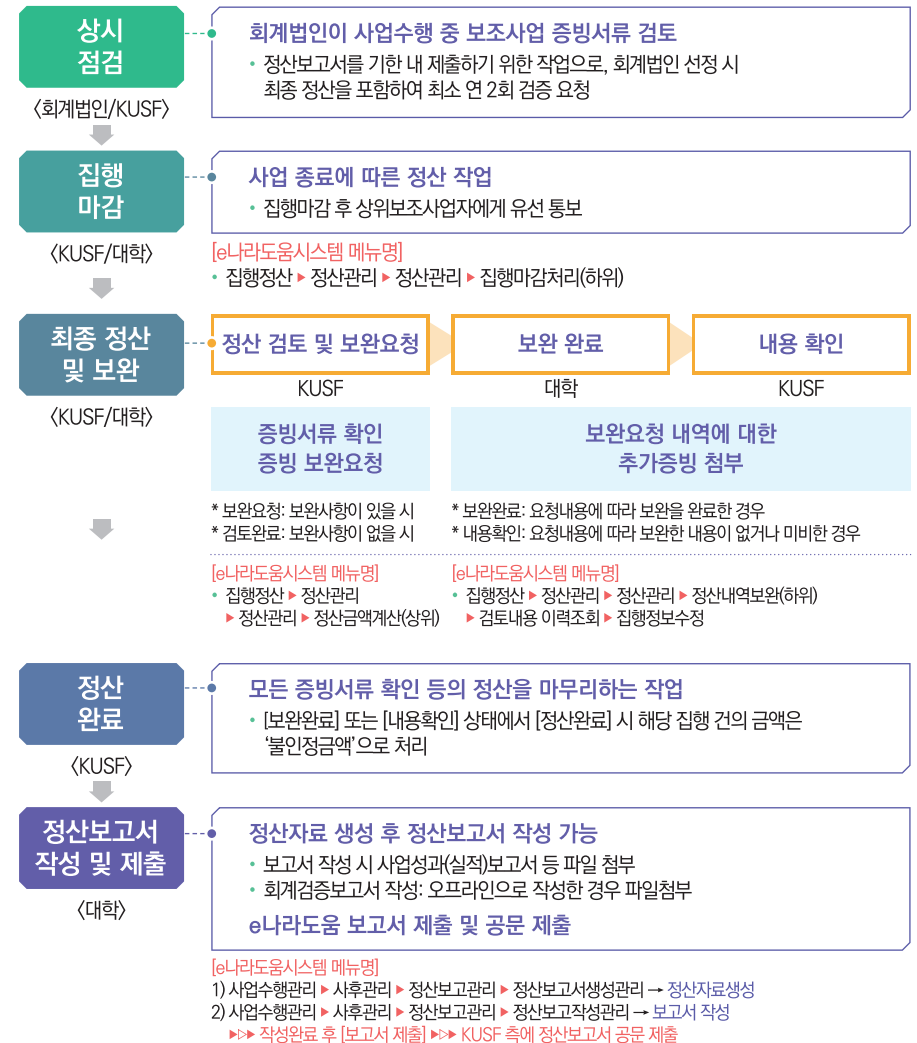 상시
점검
〈회계법인/KUSF〉
회계법인이 사업수행 중 보조사업 증빙서류 검토
• 정산보고서를 기한 내 제출하기 위한 작업으로, 회계법인 선정 시
최종 정산을 포함하여 최소 연 2회 검증 요청
집행
마감
〈KUSF/대학〉
사업 종료에 따른 정산 작업
• 집행마감 후 상위보조사업자에게 유선 통보
[e나라도움시스템 메뉴명]
• 집행정산 ▶ 정산관리 ▶ 정산관리 ▶ 집행마감처리(하위)
최종 정산
및 보완
〈KUSF/대학〉
정산 검토 및 보완요청
보완 완료
내용 확인
KUSF
대학
KUSF
증빙서류 확인
증빙 보완요청
보완요청 내역에 대한
추가증빙 첨부
* 보완요청: 보완사항이 있을 시
* 검토완료: 보완사항이 없을 시
* 보완완료: 요청내용에 따라 보완을 완료한 경우
* 내용확인: 요청내용에 따라 보완한 내용이 없거나 미비한 경우
[e나라도움시스템 메뉴명]
• 집행정산 ▶ 정산관리
▶ 정산관리 ▶ 정산금액계산(상위)
[e나라도움시스템 메뉴명]
• 집행정산 ▶ 정산관리 ▶ 정산관리 ▶ 정산내역보완(하위)
▶ 검토내용 이력조회 ▶ 집행정보수정
정산
완료
〈KUSF〉
모든 증빙서류 확인 등의 정산을 마무리하는 작업
• [보완완료] 또는 [내용확인] 상태에서 [정산완료] 시 해당 집행 건의 금액은
‘불인정금액’으로 처리
정산보고서
작성 및 제출
〈대학〉
정산자료 생성 후 정산보고서 작성 가능
• 보고서 작성 시 사업성과(실적)보고서 등 파일 첨부
• 회계검증보고서 작성: 오프라인으로 작성한 경우 파일첨부
e나라도움 보고서 제출 및 공문 제출
[e나라도움시스템 메뉴명]
1) 사업수행관리 ▶ 사후관리 ▶ 정산보고관리 ▶ 정산보고서생성관리 → 정산자료생성
2) 사업수행관리 ▶ 사후관리 ▶ 정산보고관리 ▶ 정산보고작성관리 → 보고서 작성
▶▷▶ 작성완료 후 [보고서 제출] ▶▷▶ KUSF 측에 정산보고서 공문 제출